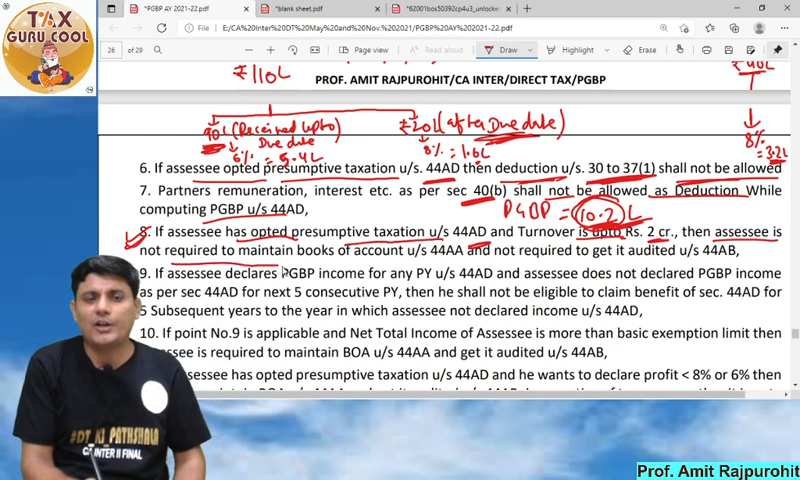 TAX
GURU COOL
*PGBP AY 2021-22.pdf
*blank sheet.pdf
*62001bos50392cp4u3_unlocke
E:/CA%20Inter%20DT%20May%20and%20Nov.%202021/PGBP%20AY%202021-22.pdf
26 of 29
Page view
Draw
Highlight
Erase
₹110L
PROF. AMIT RAJPUROHIT/CA INTER/DIRECT TAX/PGBP
90L (Received upto Due date
6% = 5.4L
₹20L (after Due date)
8% = 1.6L
8%
= 3.2L
6. If assessee opted presumptive taxation u/s. 44AD then deduction u/s. 30 to 37(1) shall not be allowed
7. Partners remuneration, interest etc. as per sec 40(b) shall not be allowed as Deduction While
computing PGBP u/s 44AD,
PGBP = 10.2 L
8. If assessee has opted presumptive taxation u/s 44AD and Turnover is upto Rs. 2 cr., then assessee is
not required to maintain books of account u/s 44AA and not required to get it audited u/s 44AB,
9. If assessee declares PGBP income for any PY u/s 44AD and assessee does not declared PGBP income
as per sec 44AD for next 5 consecutive PY, then he shall not be eligible to claim benefit of sec. 44AD for
5 Subsequent years to the year in which assessee not declared income u/s 44AD.
10. If point No.9 is applicable and Net Total Income of Assessee is more than basic exemption limit then
essee is required to maintain BOA u/s 44AA and get it audited u/s 44AB,
assessee has opted presumptive taxation u/s 44AD and he wants to declare profit < 8% or 6% then
#DT KI PATHSHALA
CA INTER II FINAL
Prof. Amit Rajpurohit